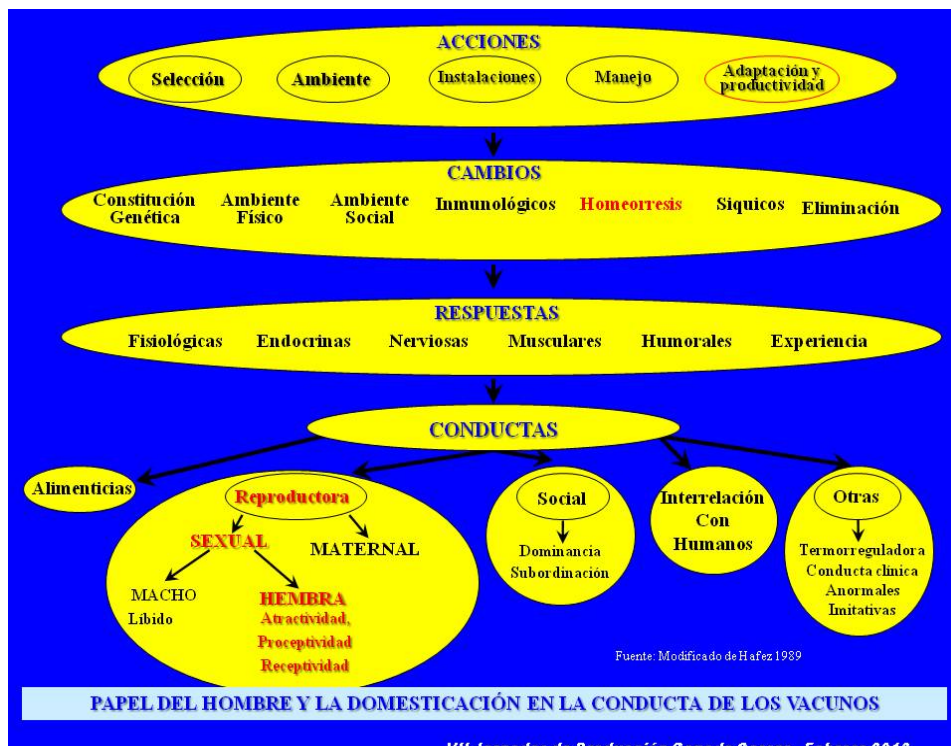 ACCIONES
Selección
Ambiente
Instalaciones
Manejo
Adaptación y
productividad
CAMBIOS
Constitución
Genética
Ambiente
Físico
Ambiente
Social
Inmunológicos
Homeorresis
Siquicos
Eliminación
RESPUESTAS
Fisiológicas
Endocrinas
Nerviosas
Musculares
Humorales
Experiencia
CONDUCTAS
Alimenticias
Reproductora
SEXUAL
MATERNAL
MACHO
Líbido
HEMBRA
Atractividad,
Proceptividad
Receptividad
Social
Dominancia
Subordinación
Interrelación
Con
Humanos
Otras
Termorreguladora
Conducta clínica
Anormales
Imitativas
Fuente: Modificado de Hafez 1989
PAPEL DEL HOMBRE Y LA DOMESTICACIÓN EN LA CONDUCTA DE LOS VACUNOS